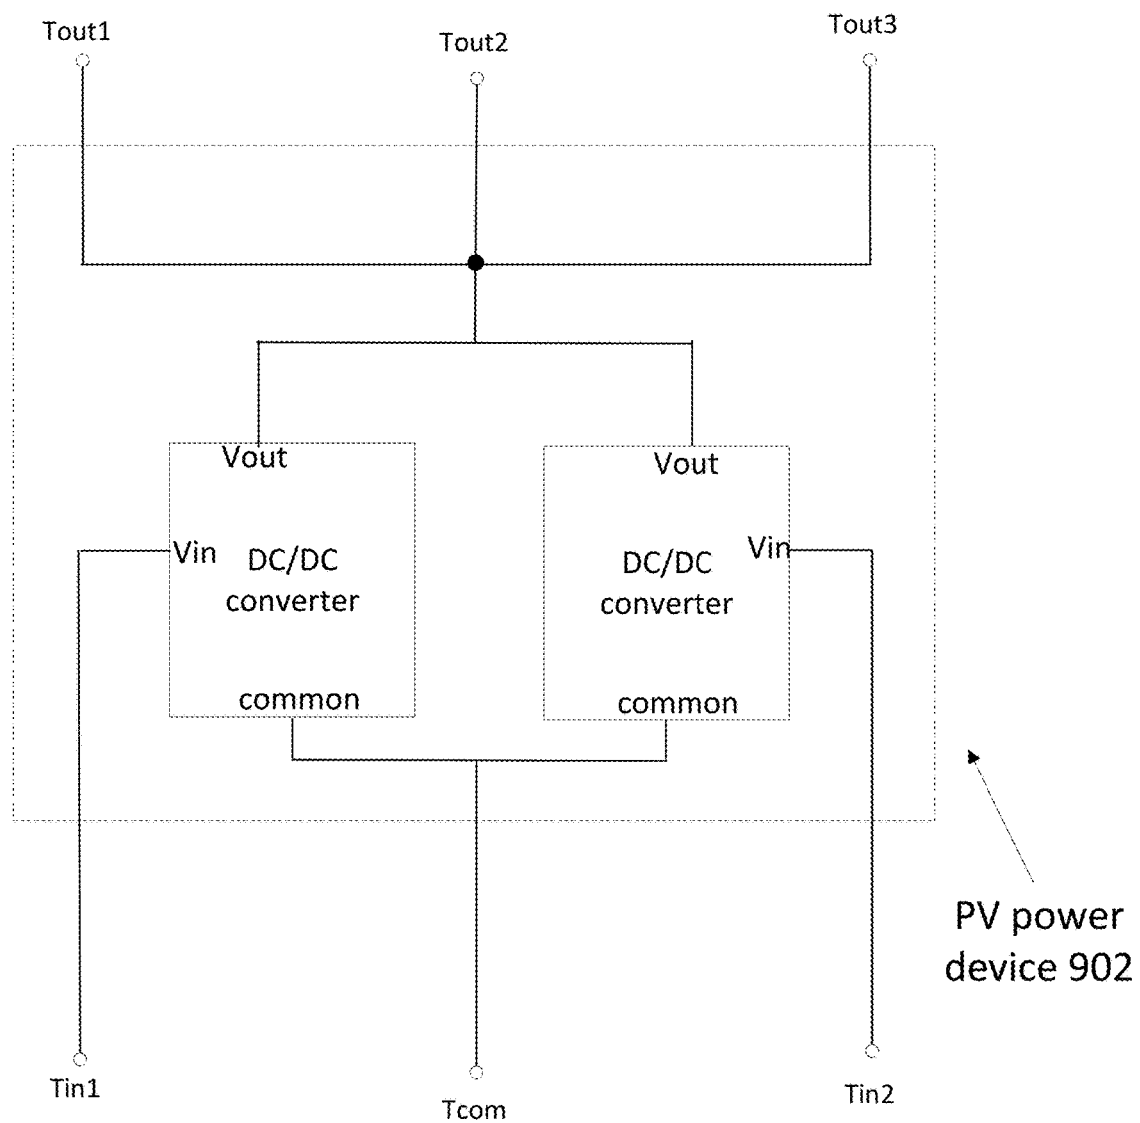 Tout1
Tout2
Tout3
Vout
Vout
Vin
DC/DC
converter
Vin
DC/DC
converter
common
common
PV power
device 902
Tin1
Tcom
Tin2